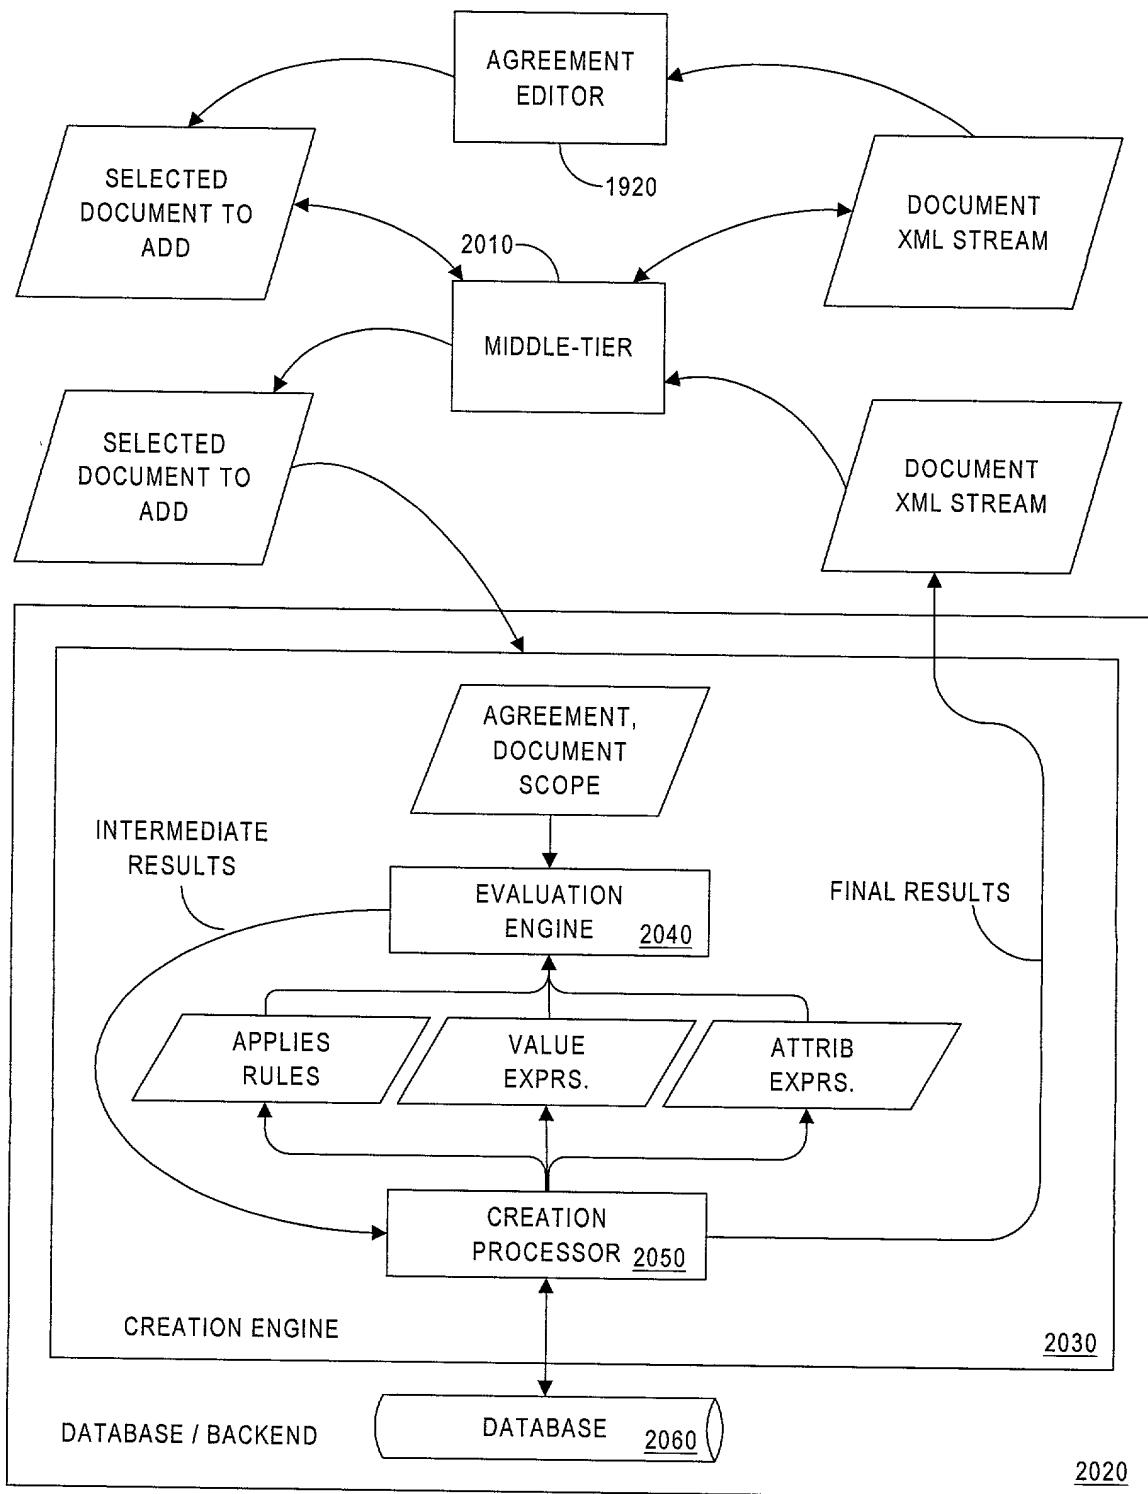 AGREEMENT
EDITOR
1920
SELECTED
DOCUMENT TO
ADD
DOCUMENT
XML STREAM
2010
MIDDLE-TIER
SELECTED
DOCUMENT TO
ADD
DOCUMENT
XML STREAM
AGREEMENT,
DOCUMENT
SCOPE
INTERMEDIATE
RESULTS
EVALUATION
ENGINE 2040
FINAL RESULTS
APPLIES
RULES
VALUE
EXPRS.
ATTRIB
EXPRS.
CREATION
PROCESSOR 2050
CREATION ENGINE
2030
DATABASE / BACKEND
DATABASE 2060
2020